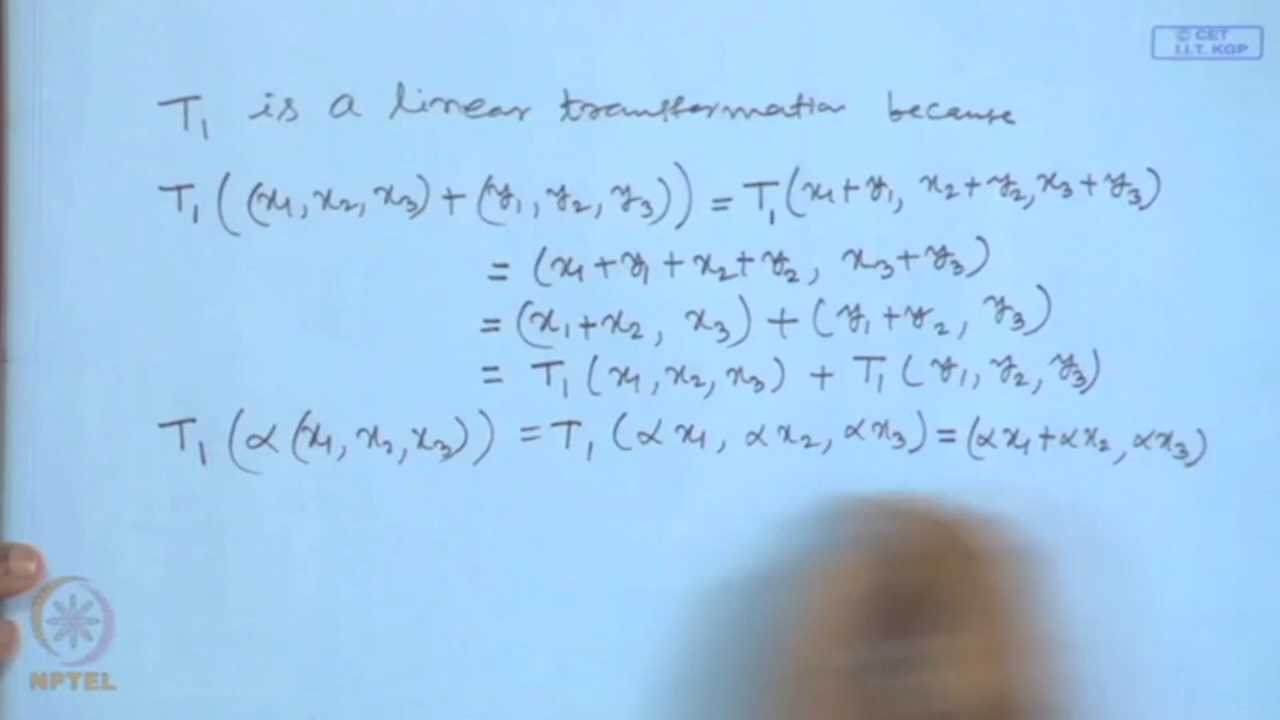 © CET
I.I.T. KGP
T₁ is a linear transformation because
T₁((x₁, x₂, x₃) + (y₁, y₂, y₃)) = T₁(x₁+y₁, x₂+y₂, x₃+y₃)
= (x₁+y₁+x₂+y₂, x₃+y₃)
= (x₁+x₂, x₃) + (y₁+y₂, y₃)
= T₁(x₁, x₂, x₃) + T₁(y₁, y₂, y₃)
T₁(α(x₁, x₂, x₃)) = T₁(αx₁, αx₂, αx₃) = (αx₁+αx₂, αx₃)
NPTEL